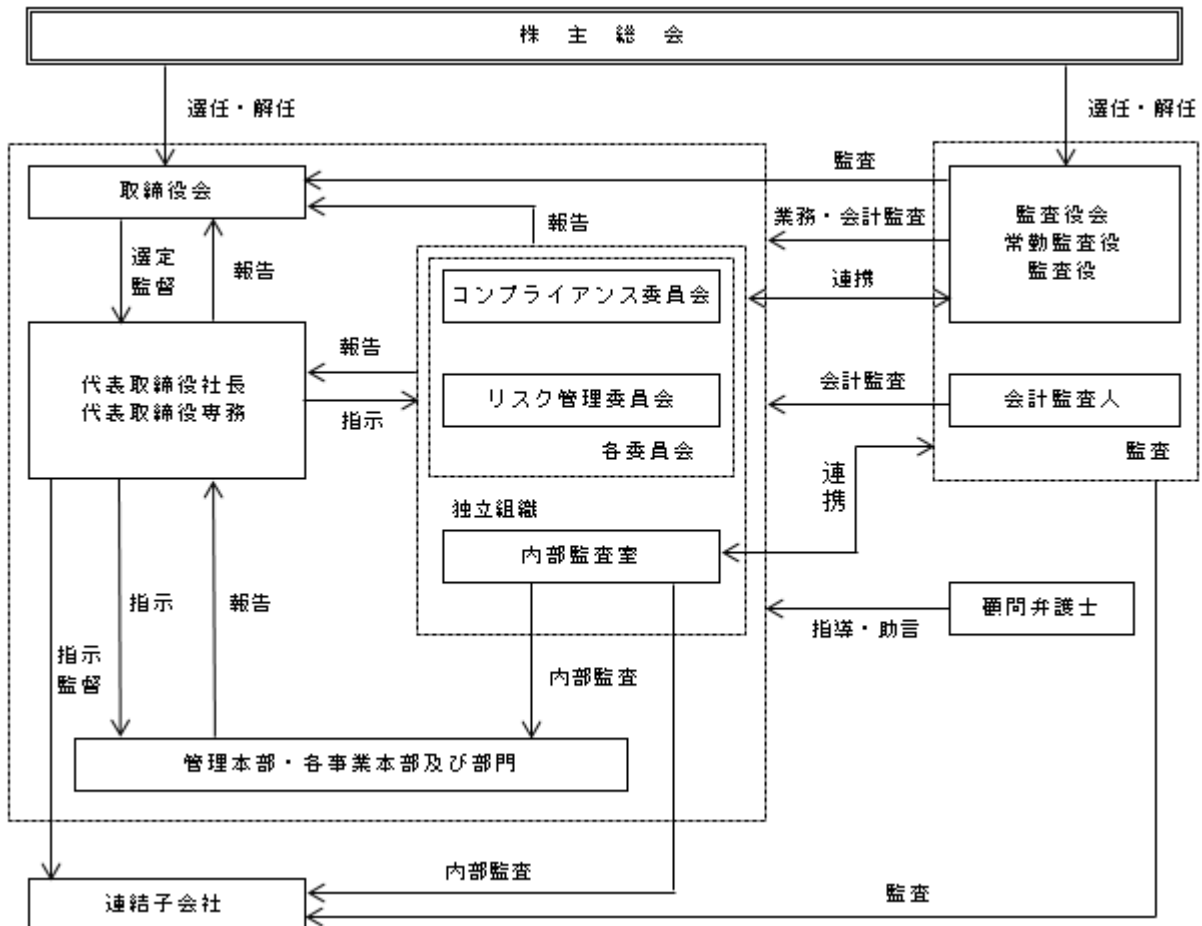 株主総会
選任・解任
選任・解任
取締役会
監査
監査役会
常勤監査役
監査役
業務・会計監査
報告
選定
監督
報告
連携
コンプライアンス委員会
代表取締役社長
代表取締役専務
報告
指示
リスク管理委員会
各委員会
会計監査
会計監査人
監査
連
携
独立組織
内部監査室
指示
報告
顧問弁護士
指導・助言
指示
監督
内部監査
管理本部・各事業本部及び部門
内部監査
連結子会社
監査